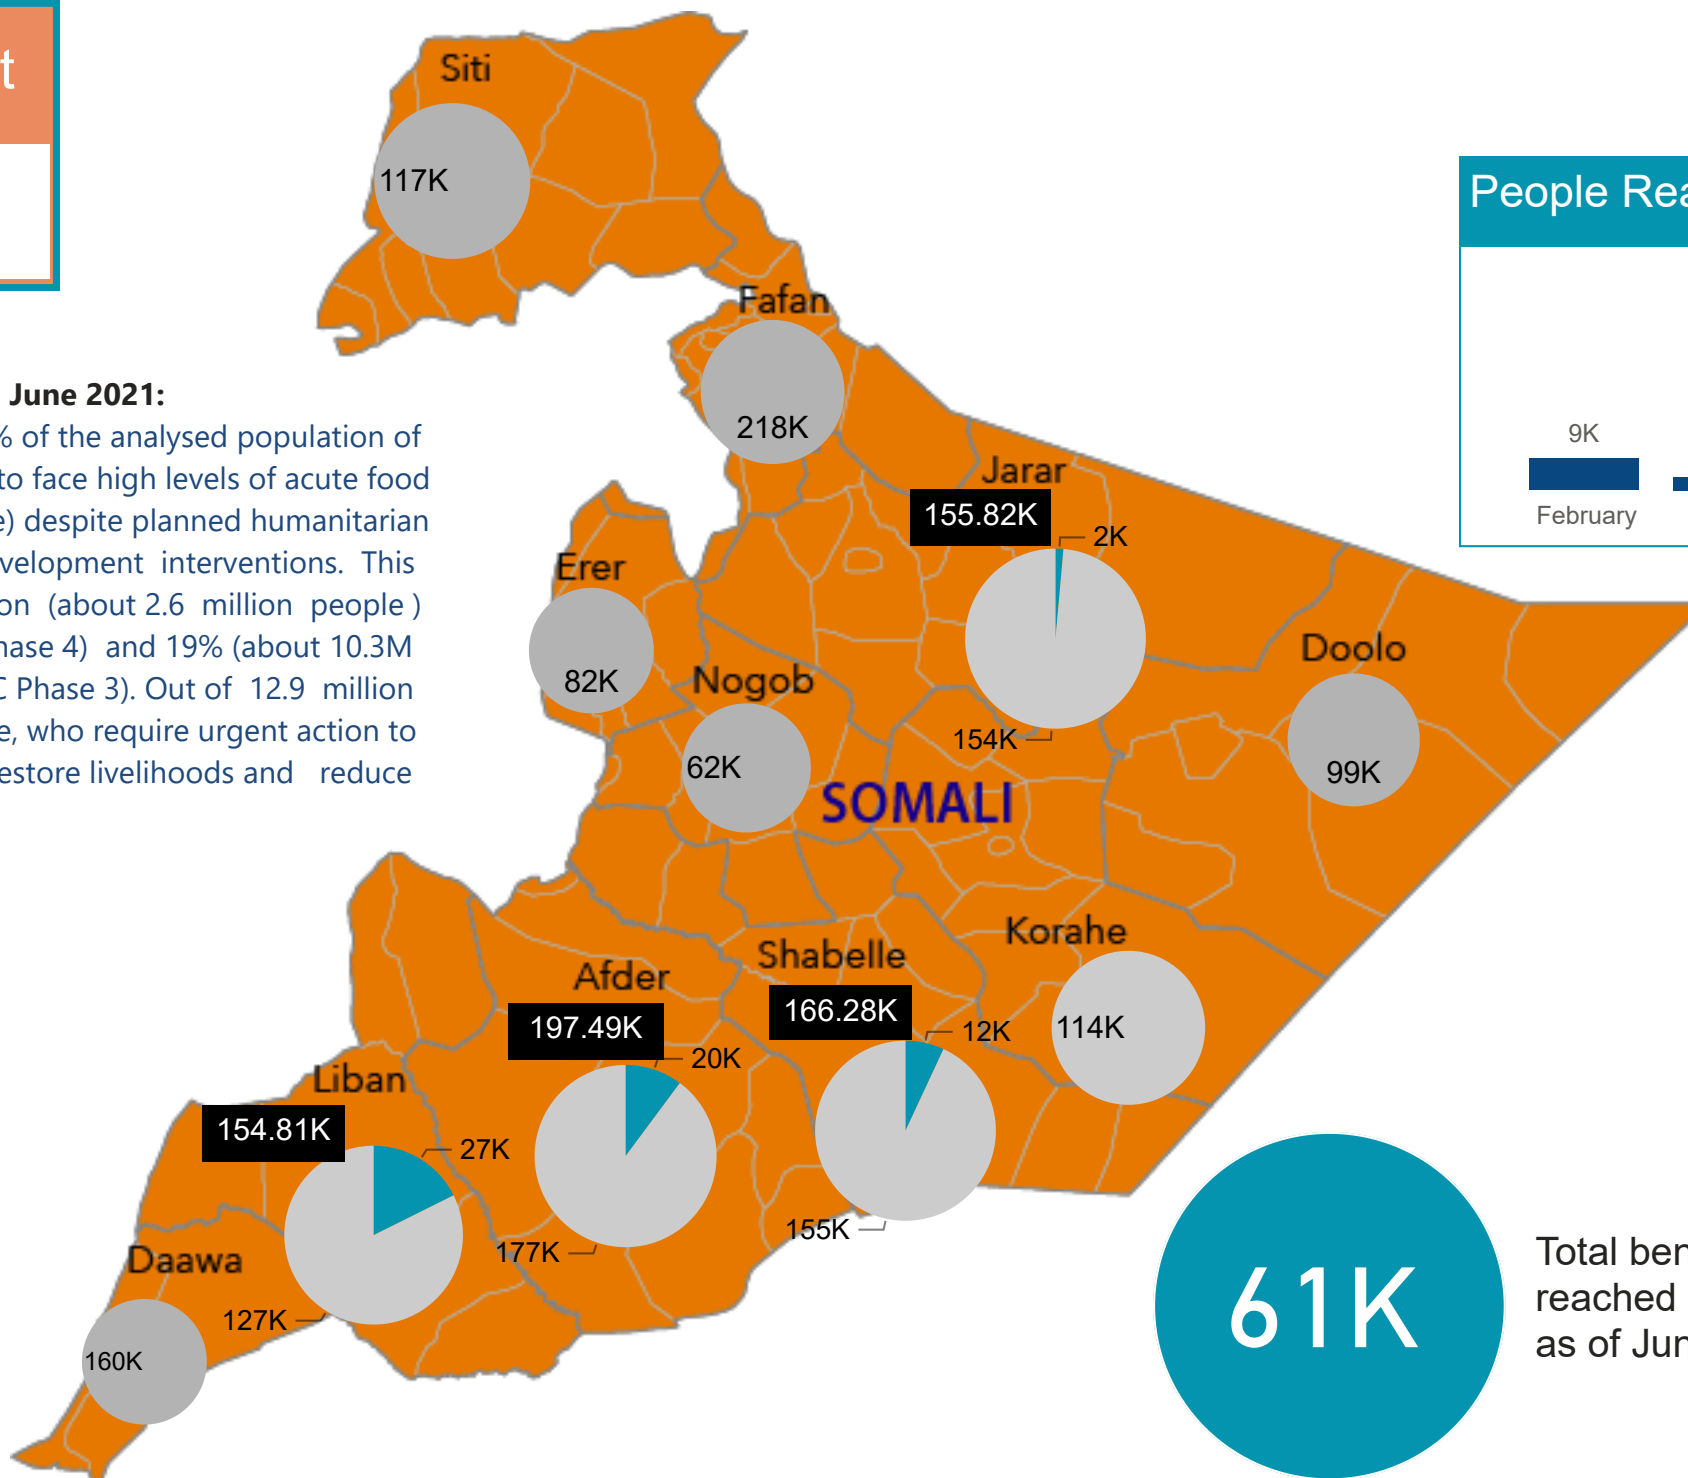 t
Siti
117K
People Rea
Fafan
218K
9K
February
June 2021:
% of the analysed population of
to face high levels of acute food
e) despite planned humanitarian
velopment interventions. This
on (about 2.6 million people )
hase 4) and 19% (about 10.3M
C Phase 3). Out of 12.9 million
e, who require urgent action to
estore livelihoods and reduce
Jarar
155.82K
2K
154K
Erer
82K
Nogob
62K
Doolo
99K
SOMALI
Korahe
114K
Shabelle
166.28K
12K
155K
Afder
197.49K
20K
177K
Liban
154.81K
27K
127K
Daawa
160K
61K
Total ben
reached
as of Jun